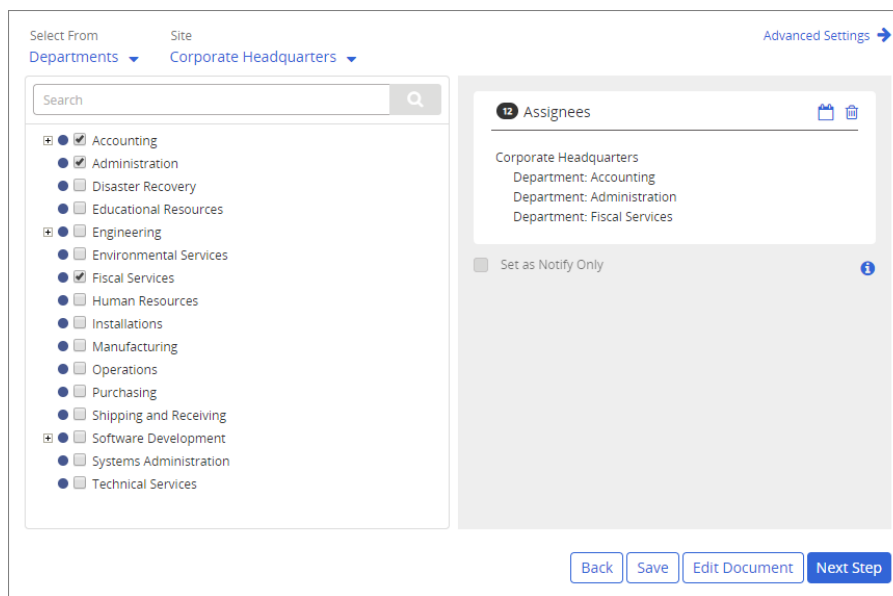 Select From Site Advanced Settings
Departments Corporate Headquarters
Search
Accounting
Administration
Disaster Recovery
Educational Resources
Engineering
Environmental Services
Fiscal Services
Human Resources
Installations
Manufacturing
Operations
Purchasing
Shipping and Receiving
Software Development
Systems Administration
Technical Services
12 Assignees
Corporate Headquarters
Department: Accounting
Department: Administration
Department: Fiscal Services
Set as Notify Only
Back Save Edit Document Next Step